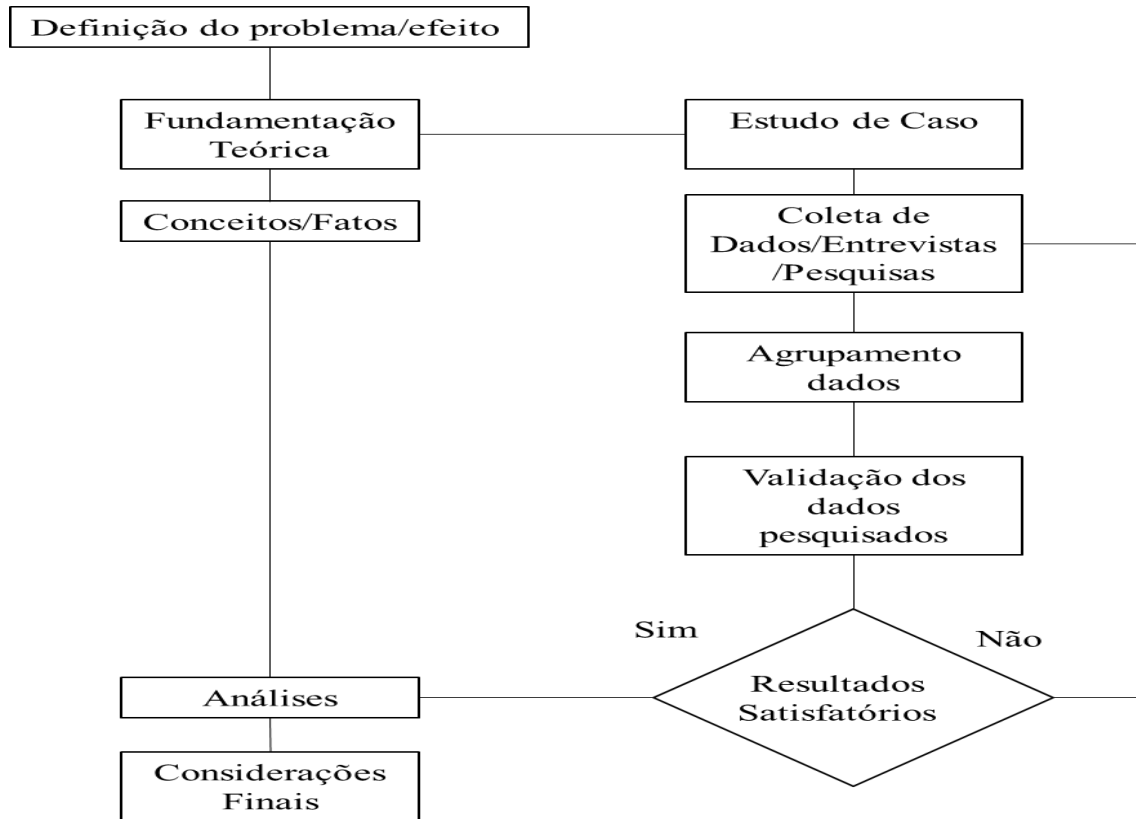 Definição do problema/efeito
Fundamentação
Teórica
Estudo de Caso
Conceitos/Fatos
Coleta de
Dados/Entrevistas
/Pesquisas
Agrupamento
dados
Validação dos
dados
pesquisados
Sim
Não
Resultados
Satisfatórios
Análises
Considerações
Finais